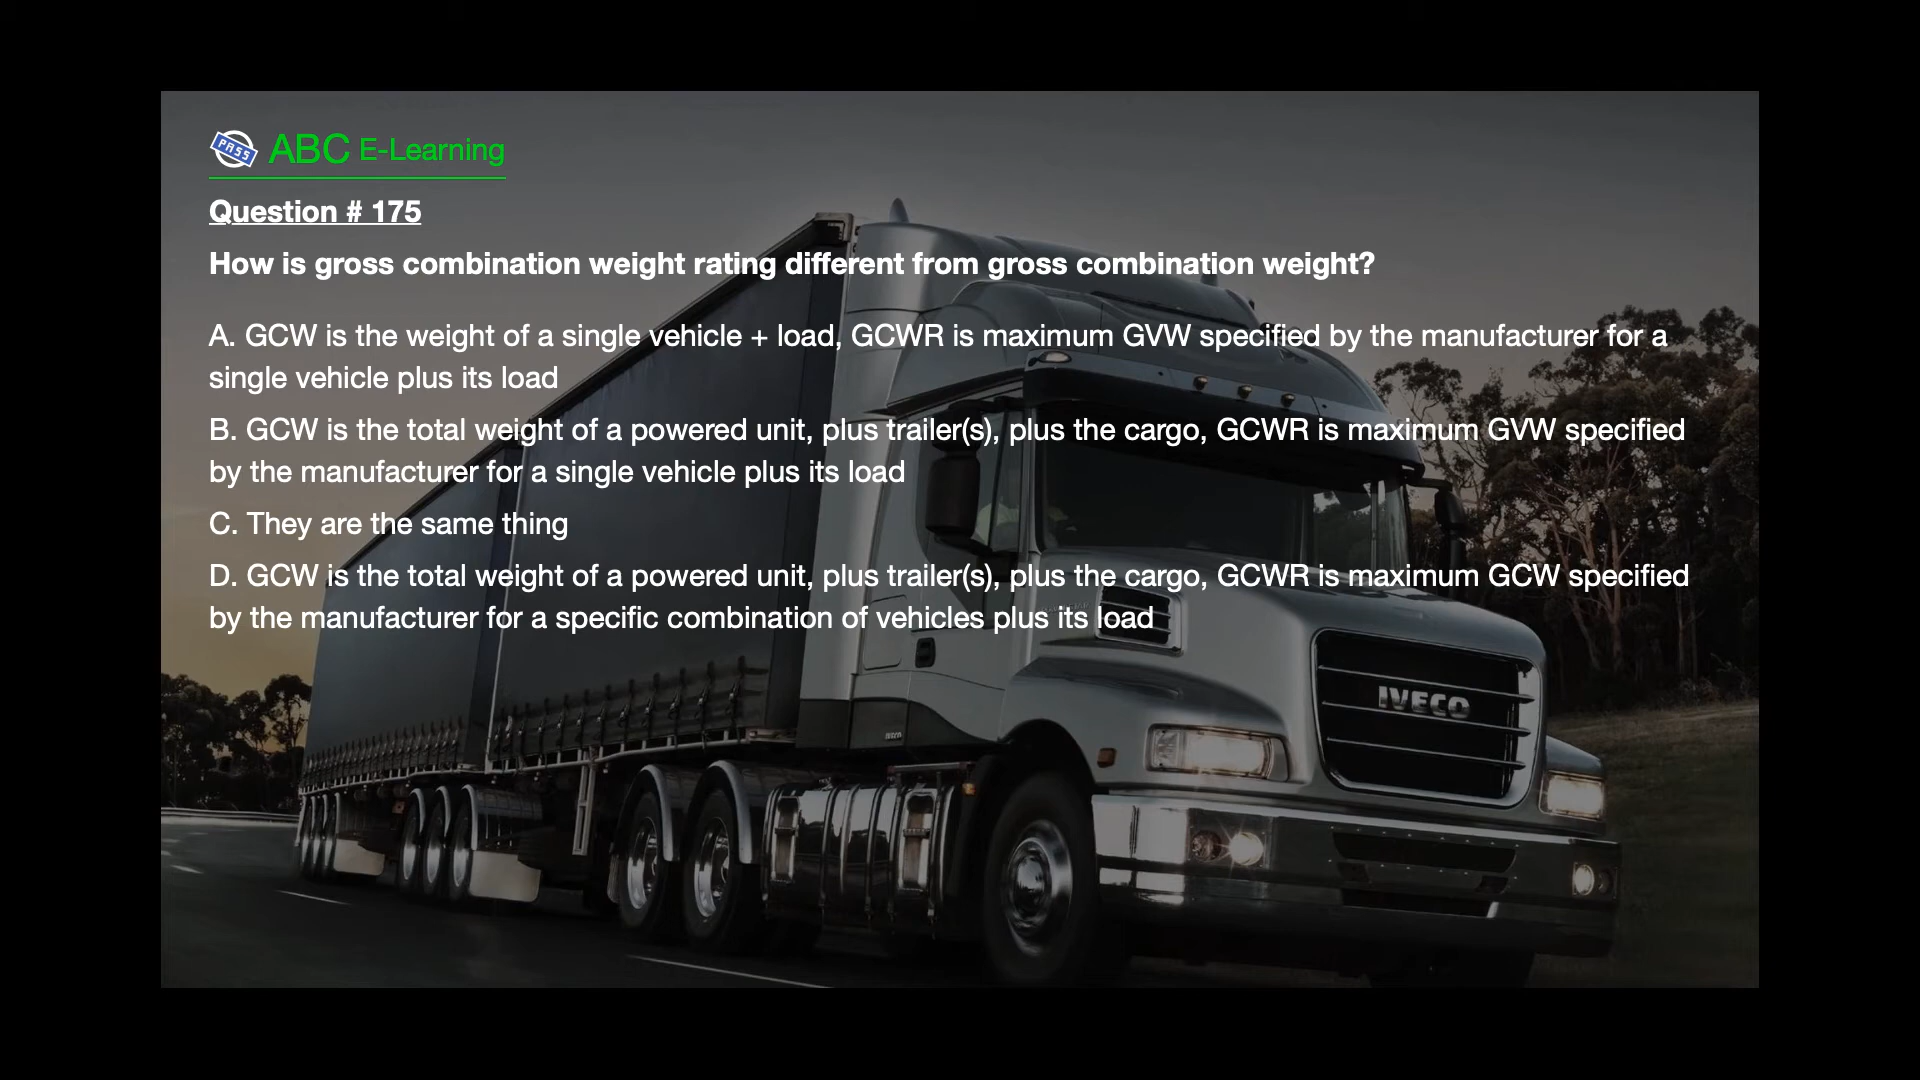 PASS ABC E-Learning
Question # 175
How is gross combination weight rating different from gross combination weight?
A. GCW is the weight of a single vehicle + load, GCWR is maximum GVW specified by the manufacturer for a
single vehicle plus its load
B. GCW is the total weight of a powered unit, plus trailer(s), plus the cargo, GCWR is maximum GVW specified
by the manufacturer for a single vehicle plus its load
C. They are the same thing
D. GCW is the total weight of a powered unit, plus trailer(s), plus the cargo, GCWR is maximum GCW specified
by the manufacturer for a specific combination of vehicles plus its load
IVECO